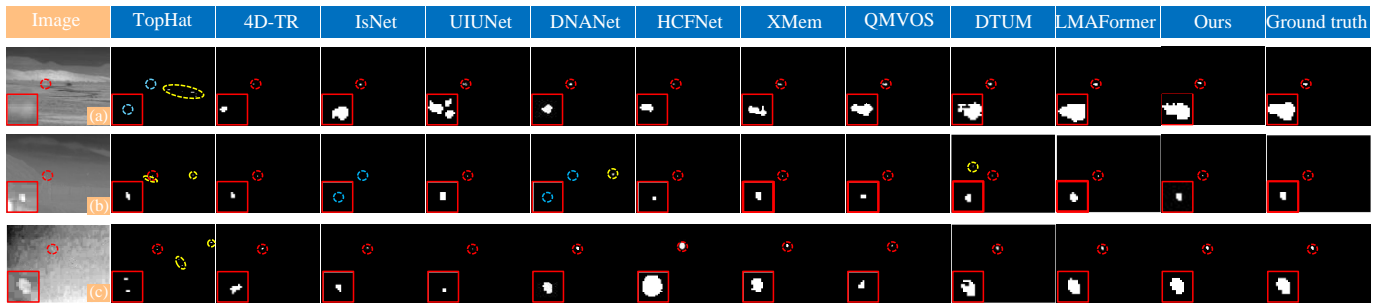 Image TopHat 4D-TR IsNet UIUNet DNANet HCFNet XMem QMVOS DTUM LMAFormer Ours Ground truth
(a)
(b)
(c)